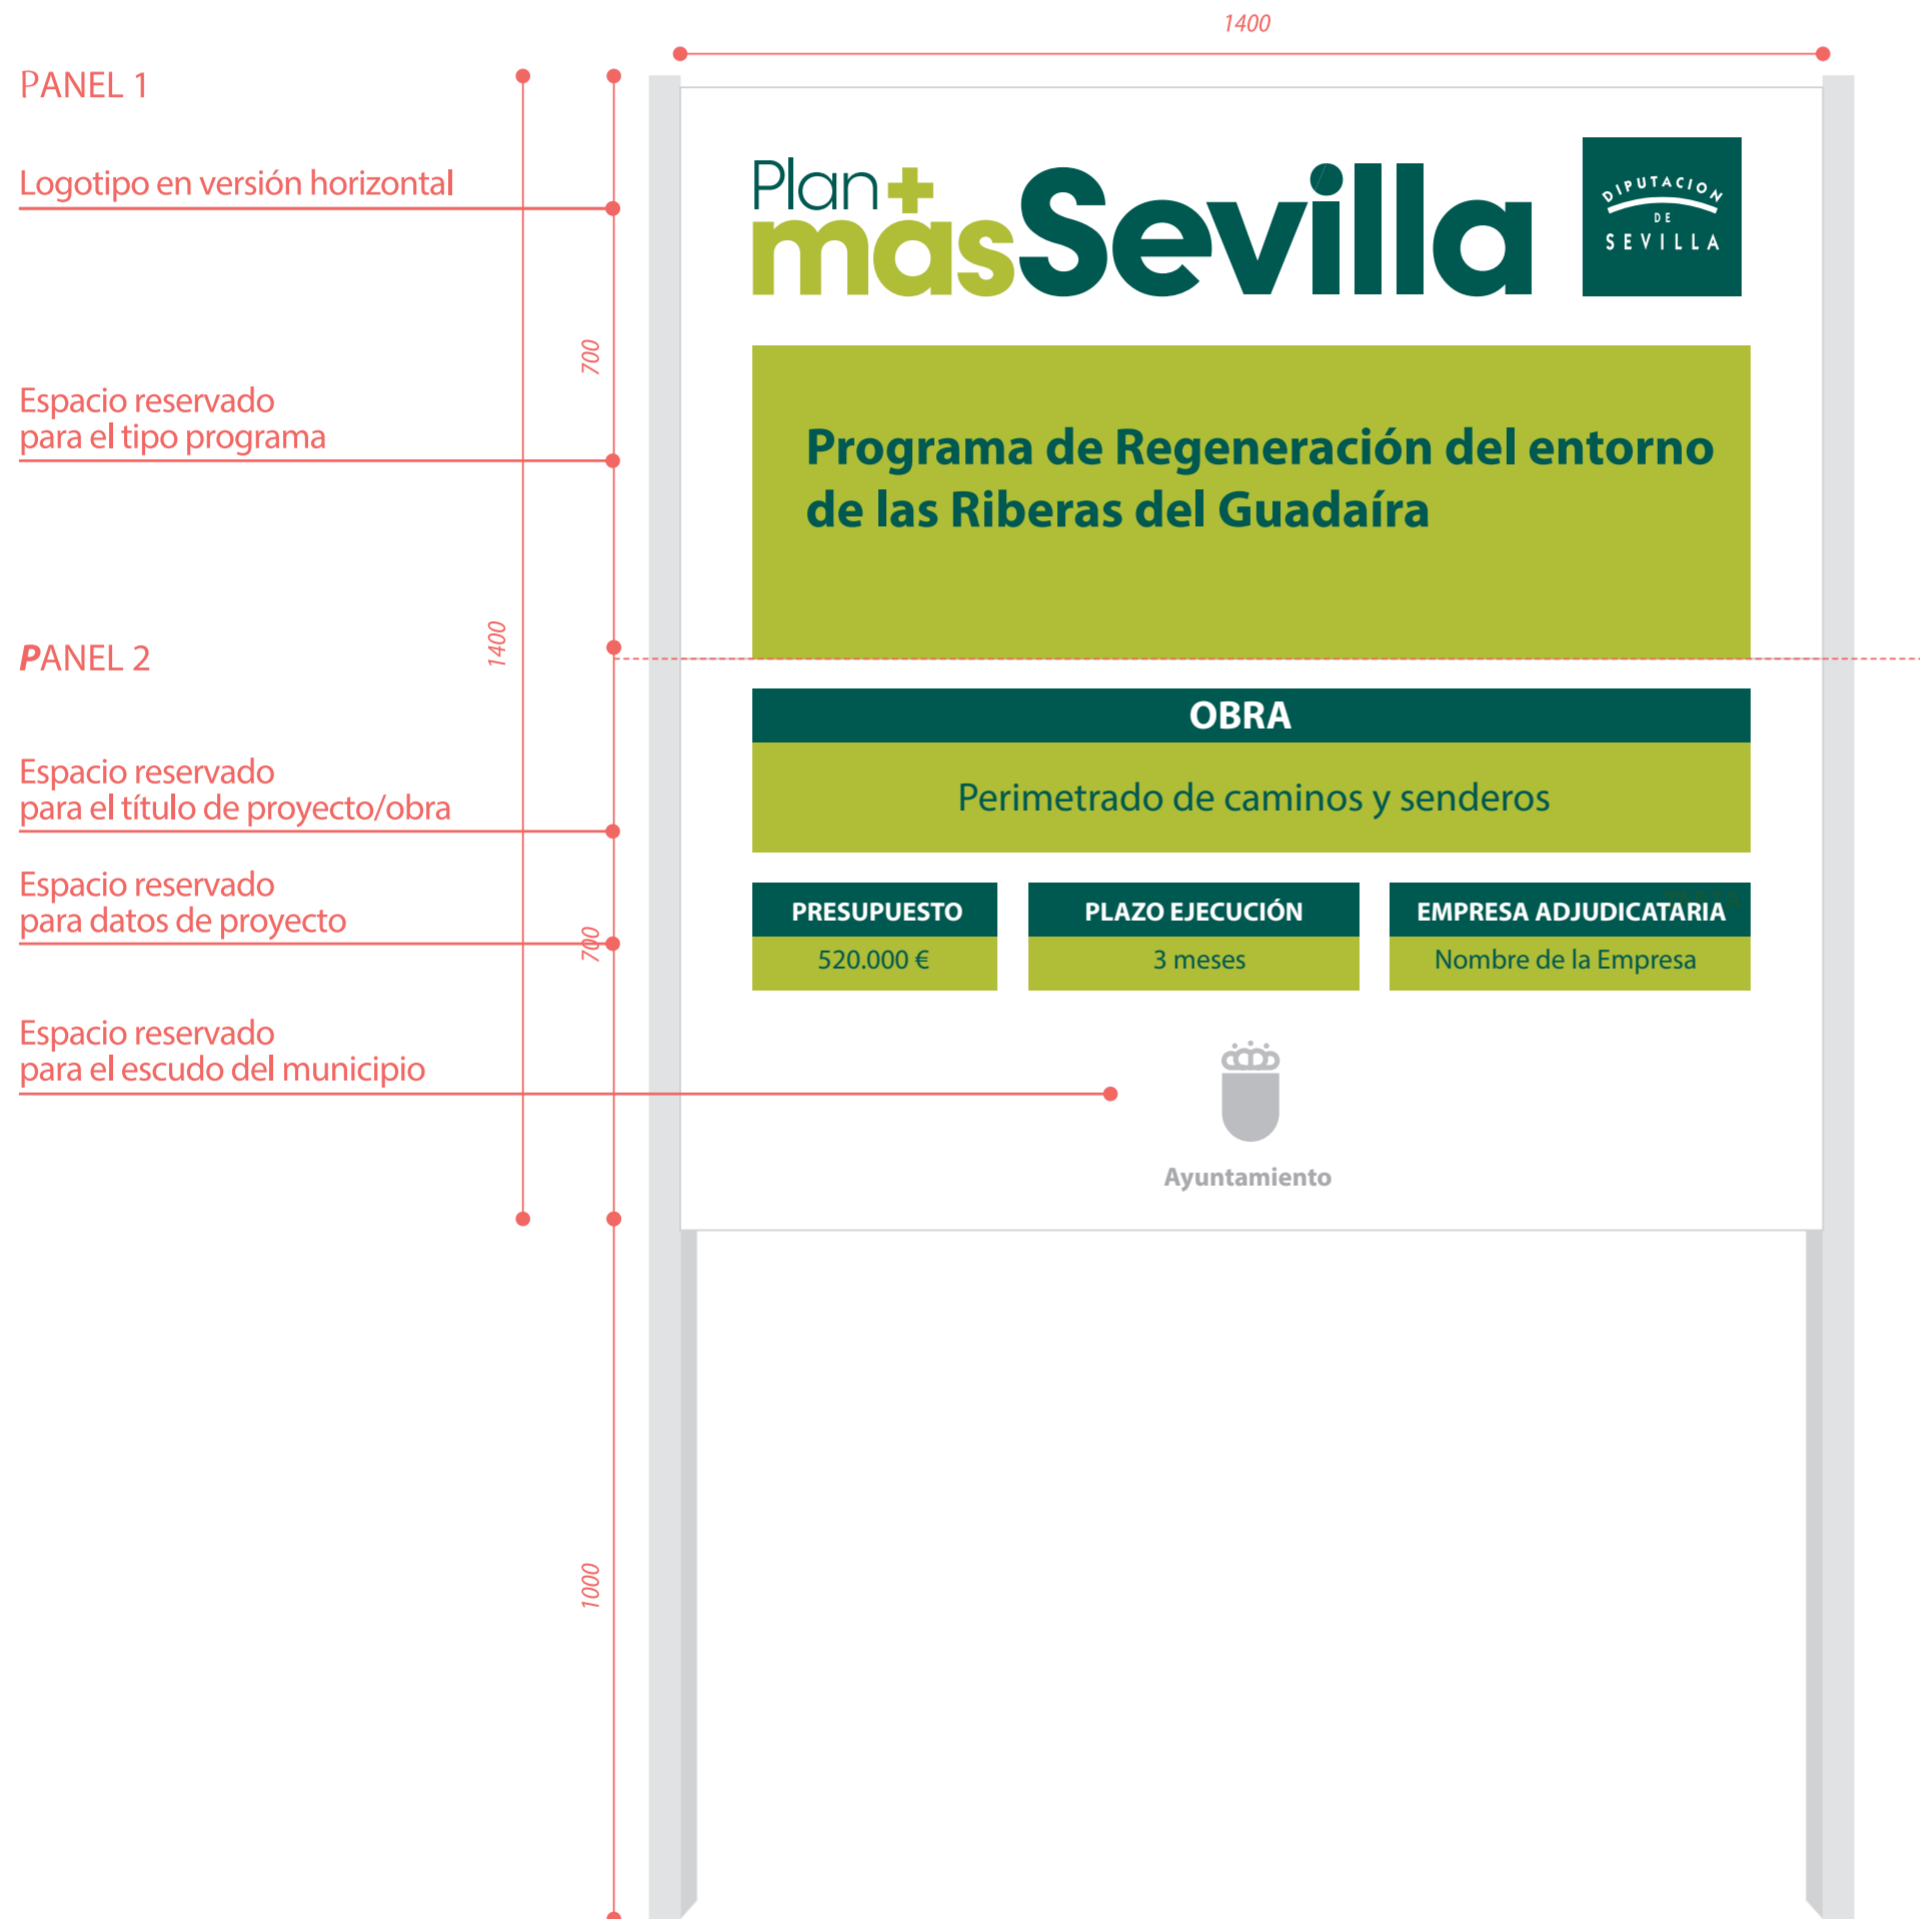 1400
PANEL 1
Logotipo en versión horizontal
Plan+
más Sevilla
DIPUTACION
DE
SEVILLA
700
Espacio reservado
para el tipo programa
Programa de Regeneración del entorno
de las Riberas del Guadaíra
1400
PANEL 2
OBRA
Espacio reservado
para el título de proyecto/obra
Perimetrado de caminos y senderos
Espacio reservado
para datos de proyecto
700
PRESUPUESTO
520.000 €
PLAZO EJECUCIÓN
3 meses
EMPRESA ADJUDICATARIA
Nombre de la Empresa
Espacio reservado
para el escudo del municipio
Ayuntamiento
1000